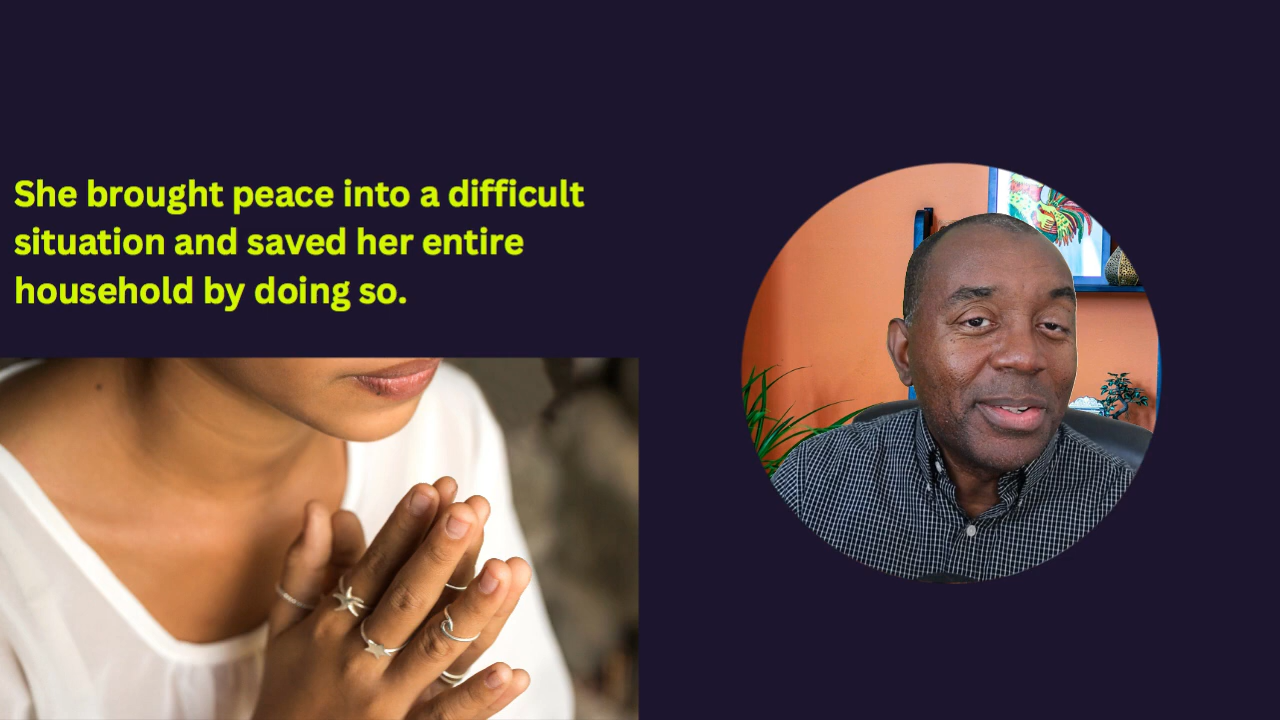 She brought peace into a difficult
situation and saved her entire
household by doing so.